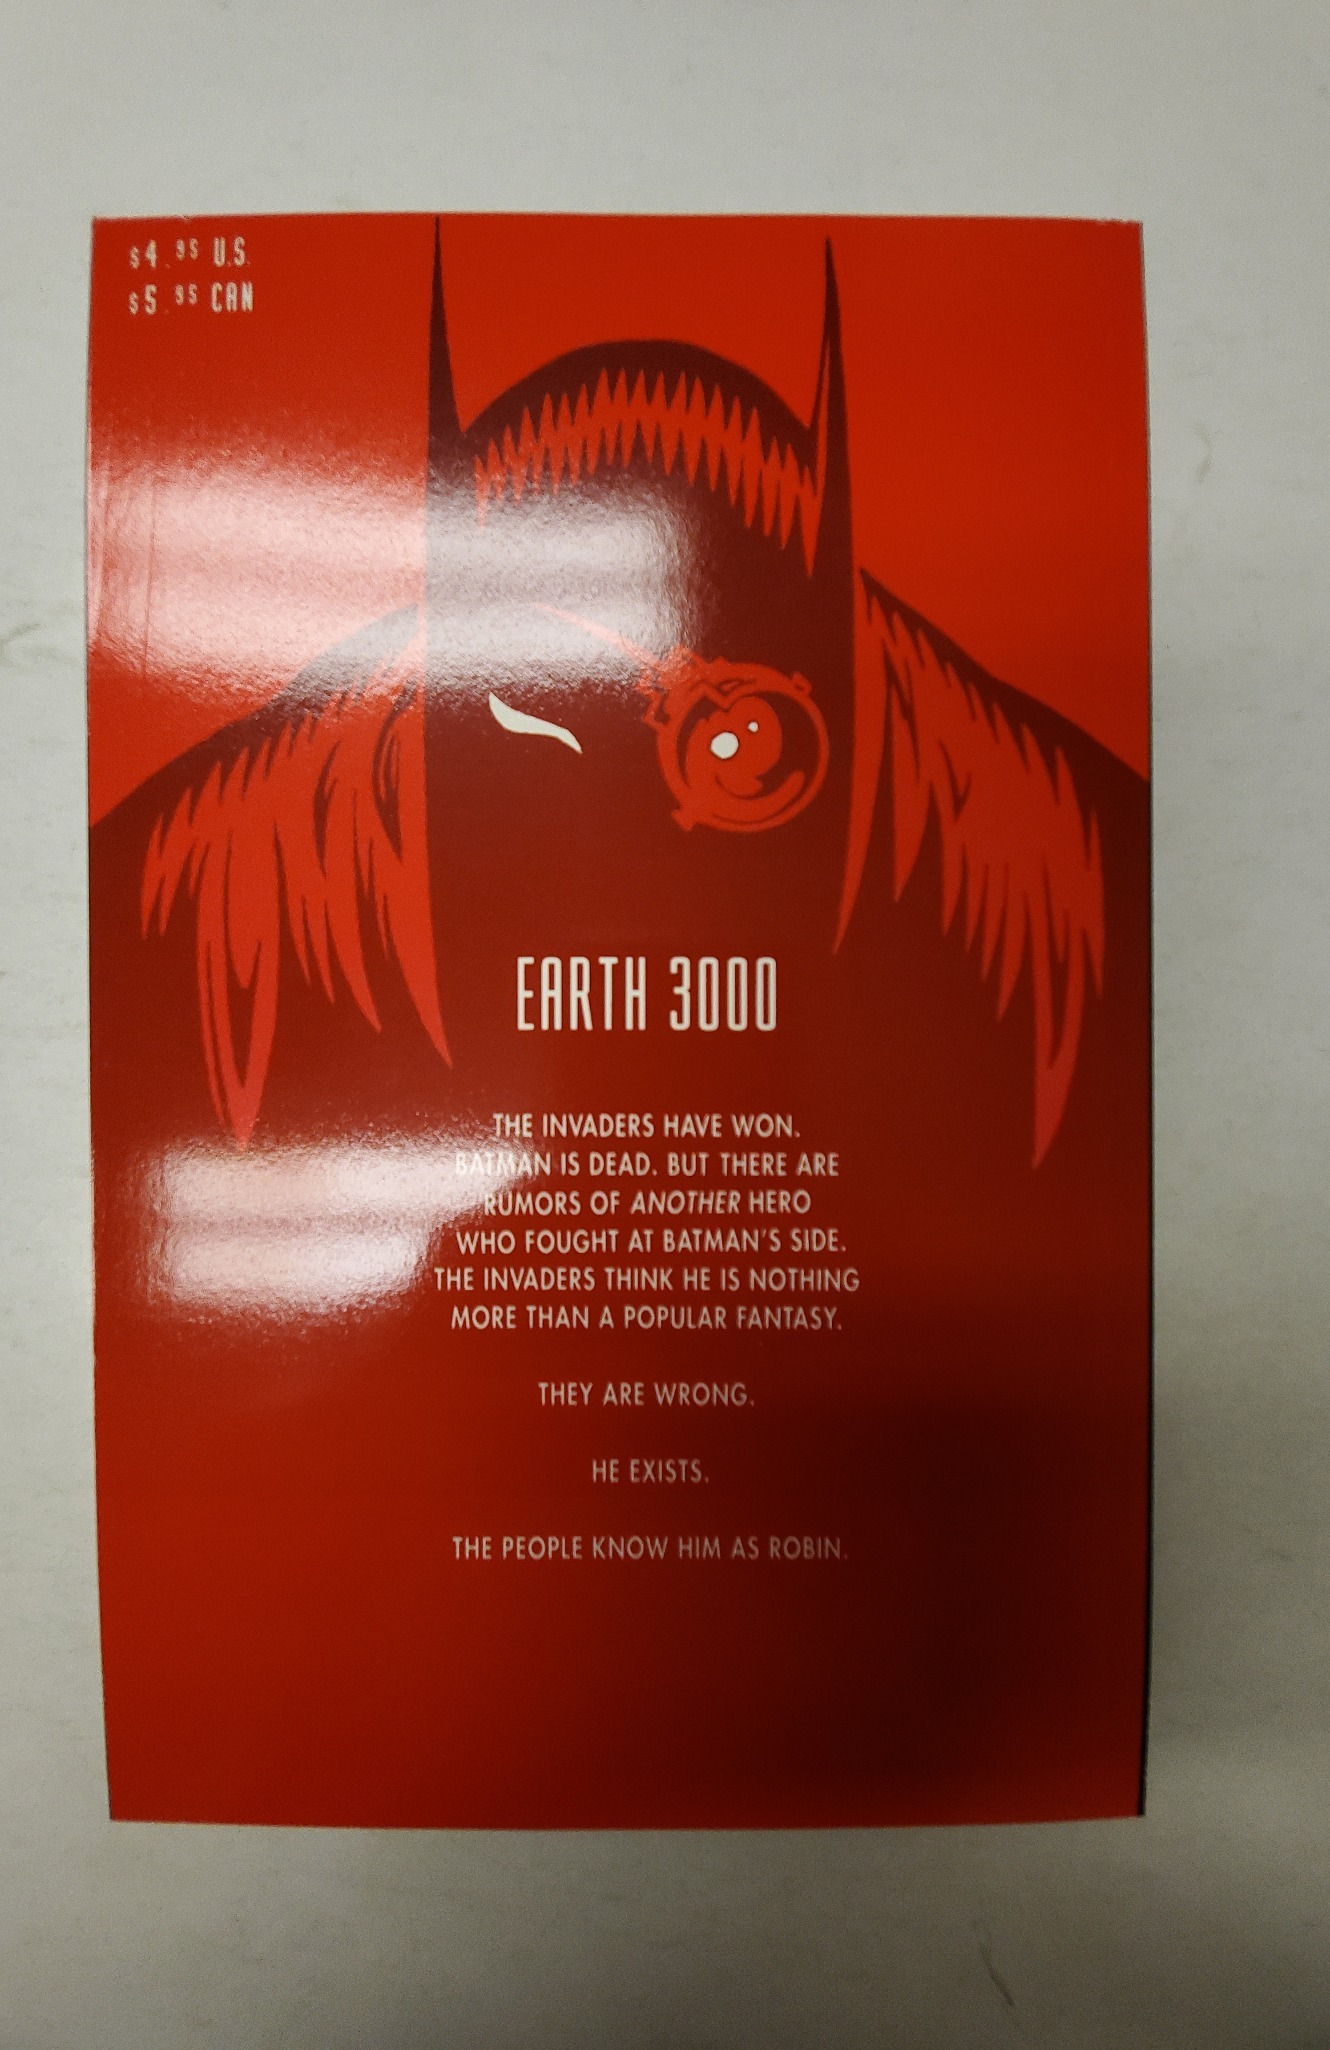 $4.95 U.S.
$5.95 CAN
EARTH 3000
THE INVADERS HAVE WON.
BATMAN IS DEAD. BUT THERE ARE
RUMORS OF ANOTHER HERO
WHO FOUGHT AT BATMAN'S SIDE.
THE INVADERS THINK HE IS NOTHING
MORE THAN A POPULAR FANTASY.
THEY ARE WRONG.
HE EXISTS.
THE PEOPLE KNOW HIM AS ROBIN.